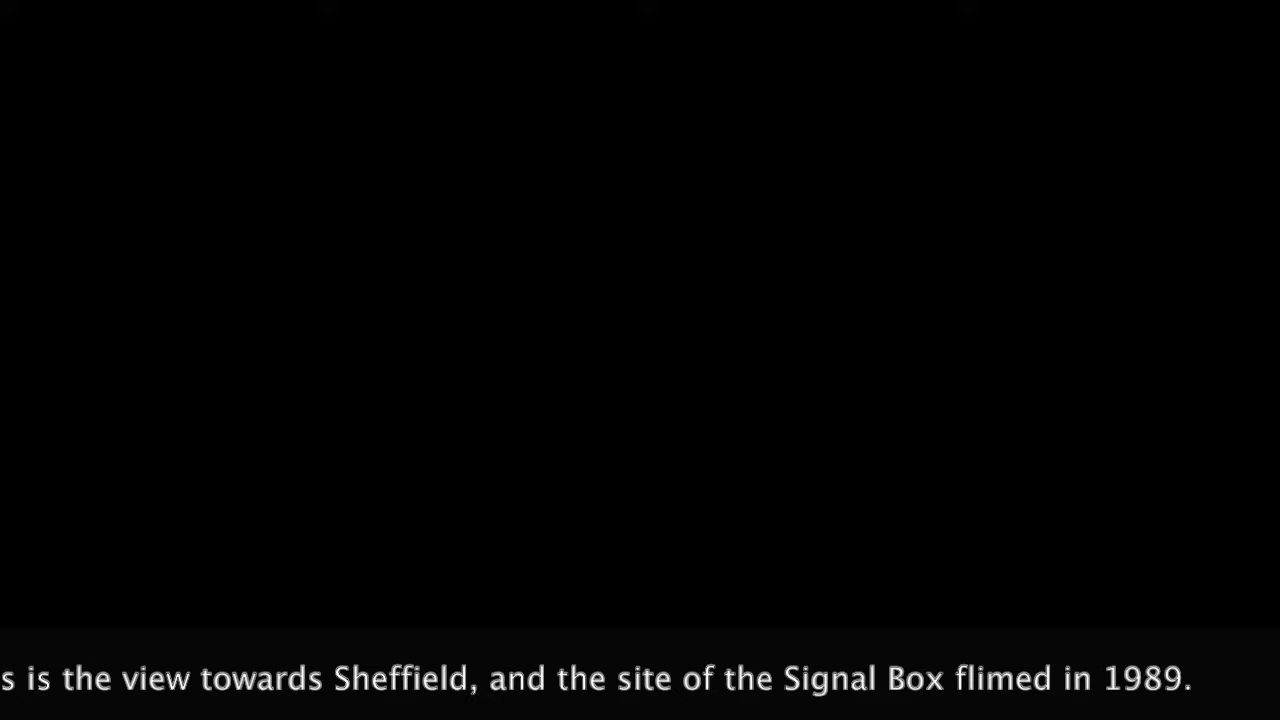 s is the view towards Sheffield, and the site of the Signal Box flimed in 1989.